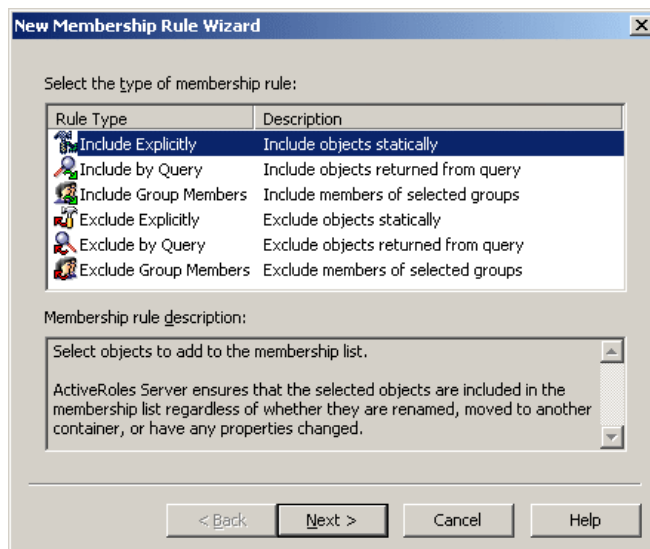 New Membership Rule Wizard
Select the type of membership rule:
Rule Type Description
Include Explicitly Include objects statically
Include by Query Include objects returned from query
Include Group Members Include members of selected groups
Exclude Explicitly Exclude objects statically
Exclude by Query Exclude objects returned from query
Exclude Group Members Exclude members of selected groups
Membership rule description:
Select objects to add to the membership list.
ActiveRoles Server ensures that the selected objects are included in the
membership list regardless of whether they are renamed, moved to another
container, or have any properties changed.
< Back Next > Cancel Help